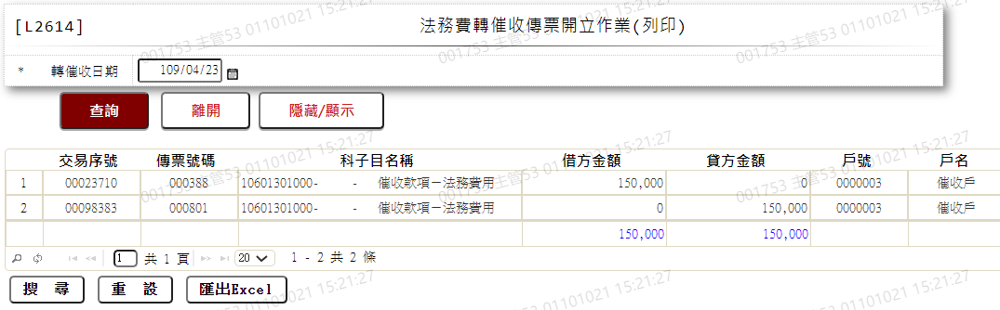 [L2614] 法務費轉催收傳票開立作業(列印)
* 轉催收日期 109/04/23
查詢 離開 隱藏/顯示
交易序號 傳票號碼 科子目名稱 借方金額 貸方金額 戶號 戶名
1 00023710 000388 10601301000- - 催收款項－法務費用 150,000 0 0000003 催收戶
2 00098383 000801 10601301000- - 催收款項－法務費用 0 150,000 0000003 催收戶
150,000 150,000
1 共 1 頁 20 1 - 2 共 2 條
搜 尋 重 設 匯出Excel
001753 主管53 01101021 15:21:27